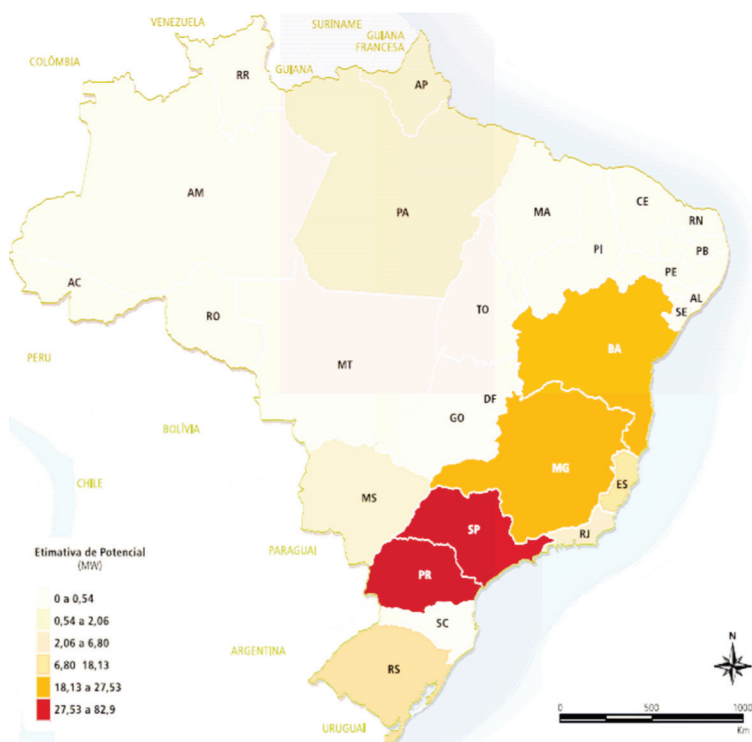 VENEZUELA
SURINAME
GUIANA
FRANCESA
COLÔMBIA
GUIANA
RR
AP
AM
PA
MA
CE
RN
PI
PB
PE
AL
SE
AC
RO
TO
BA
PERU
MT
DF
GO
BOLÍVIA
MG
CHILE
MS
ES
SP
RJ
Etimativa de Potencial
(MW)
PARAGUAI
0 a 0,54
0,54 a 2,06
2,06 a 6,80
6,80 18,13
18,13 a 27,53
27,53 a 82,9
PR
SC
ARGENTINA
RS
URUGUAÍ
N
0 500 1000
Km